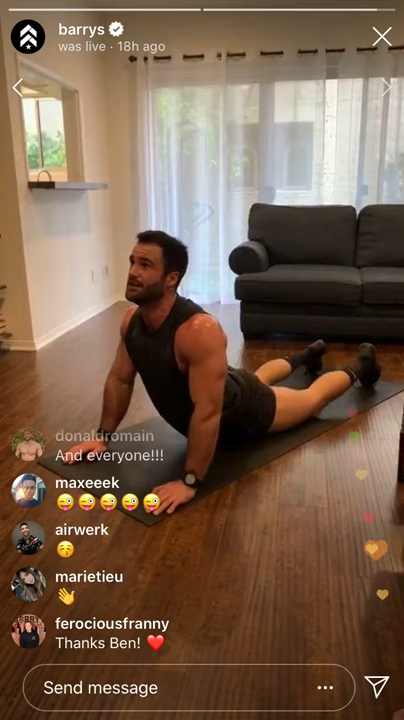 barrys
was live · 18h ago
donaldromain
And everyone!!!
maxeeek
😜😜😜😜😜
airwerk
😚
marietieu
👋
ferociousfranny
Thanks Ben! ❤️
Send message